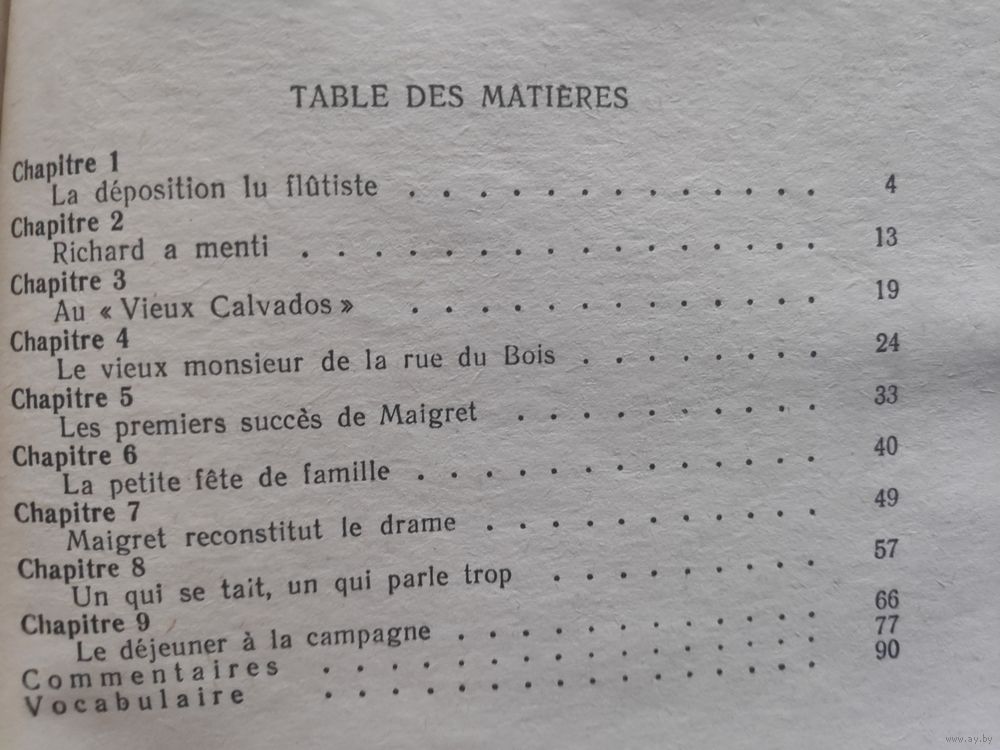 TABLE DES MATIÈRES
Chapitre 1
La déposition lu flûtiste . . . . . . . . . . . . 4
Chapitre 2
Richard a menti . . . . . . . . . . . . . . . 13
Chapitre 3
Au « Vieux Calvados » . . . . . . . . . . . . 19
Chapitre 4
Le vieux monsieur de la rue du Bois . . . . . . . 24
Chapitre 5
Les premiers succès de Maigret . . . . . . . . . 33
Chapitre 6
La petite fête de famille . . . . . . . . . . . . 40
Chapitre 7
Maigret reconstitut le drame . . . . . . . . . . 49
Chapitre 8
Un qui se tait, un qui parle trop . . . . . . . . 57
Chapitre 9
Le déjeuner à la campagne . . . . . . . . . . . 66
Commentaires . . . . . . . . . . . . . . . 77
Vocabulaire . . . . . . . . . . . . . . . 90
www.ay.by